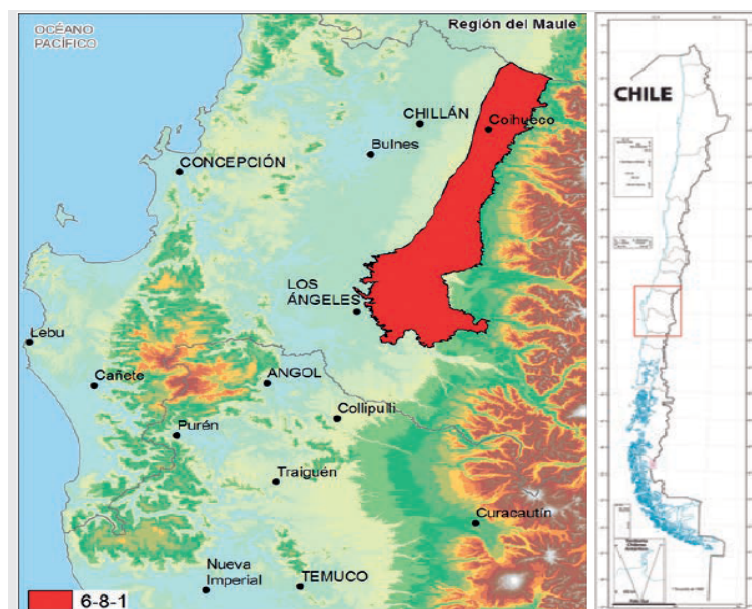 OCÉANO
PACÍFICO
Región del Maule
CHILLÁN
Coihueco
Bulnes
CONCEPCIÓN
LOS
ÁNGELES
Lebu
Cañete
ANGOL
Collipulli
Purén
Traiguén
Curacautín
Nueva
Imperial
TEMUCO
6-8-1
CHILE